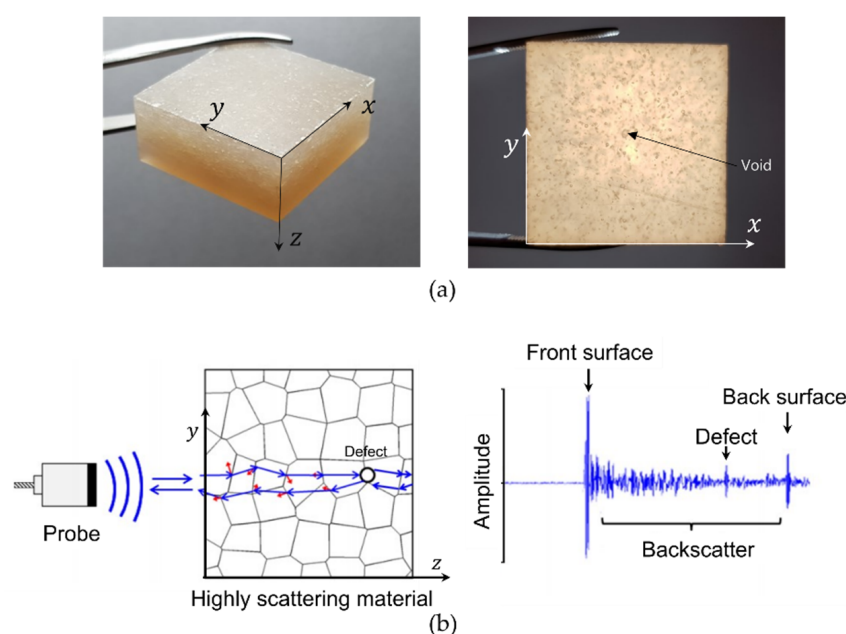 y
x
z
y
Void
x
(a)
Front surface
Back surface
Defect
Amplitude
Backscatter
y
Defect
Probe
z
Highly scattering material
(b)